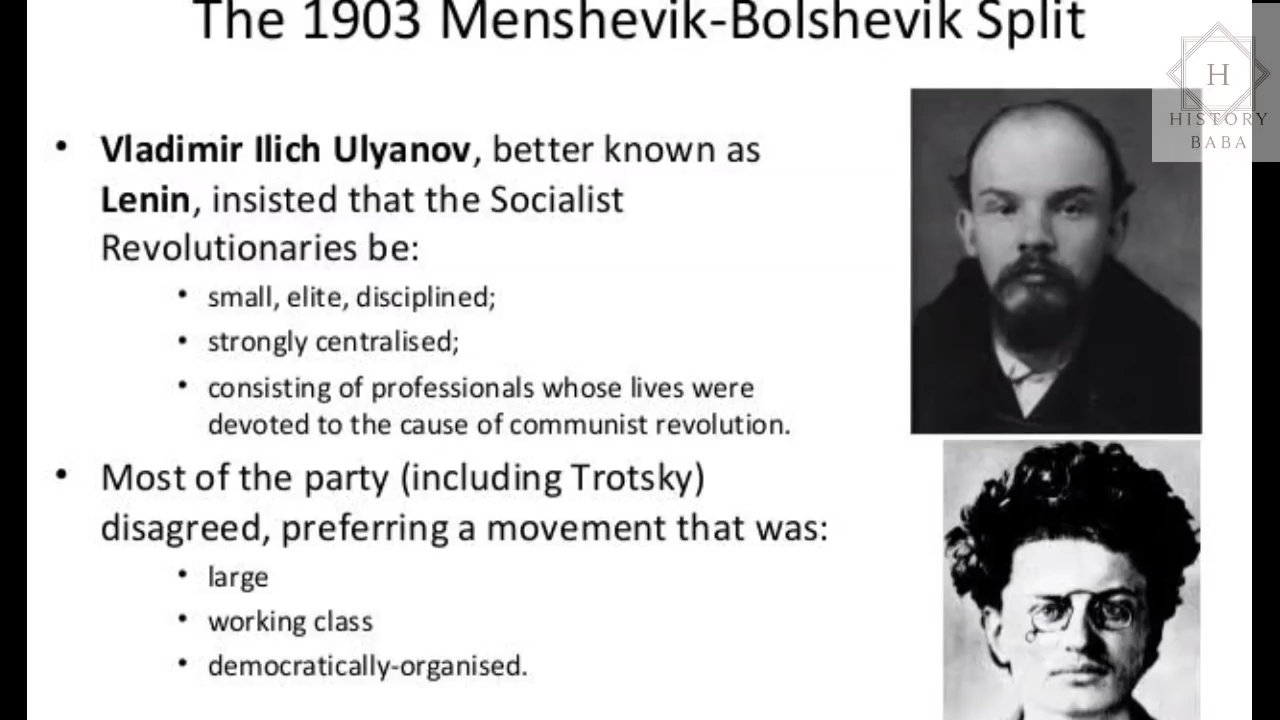 The 1903 Menshevik-Bolshevik Split
H
HISTORY
BABA
• Vladimir Ilich Ulyanov, better known as
Lenin, insisted that the Socialist
Revolutionaries be:
• small, elite, disciplined;
• strongly centralised;
• consisting of professionals whose lives were
devoted to the cause of communist revolution.
• Most of the party (including Trotsky)
disagreed, preferring a movement that was:
• large
• working class
• democratically-organised.